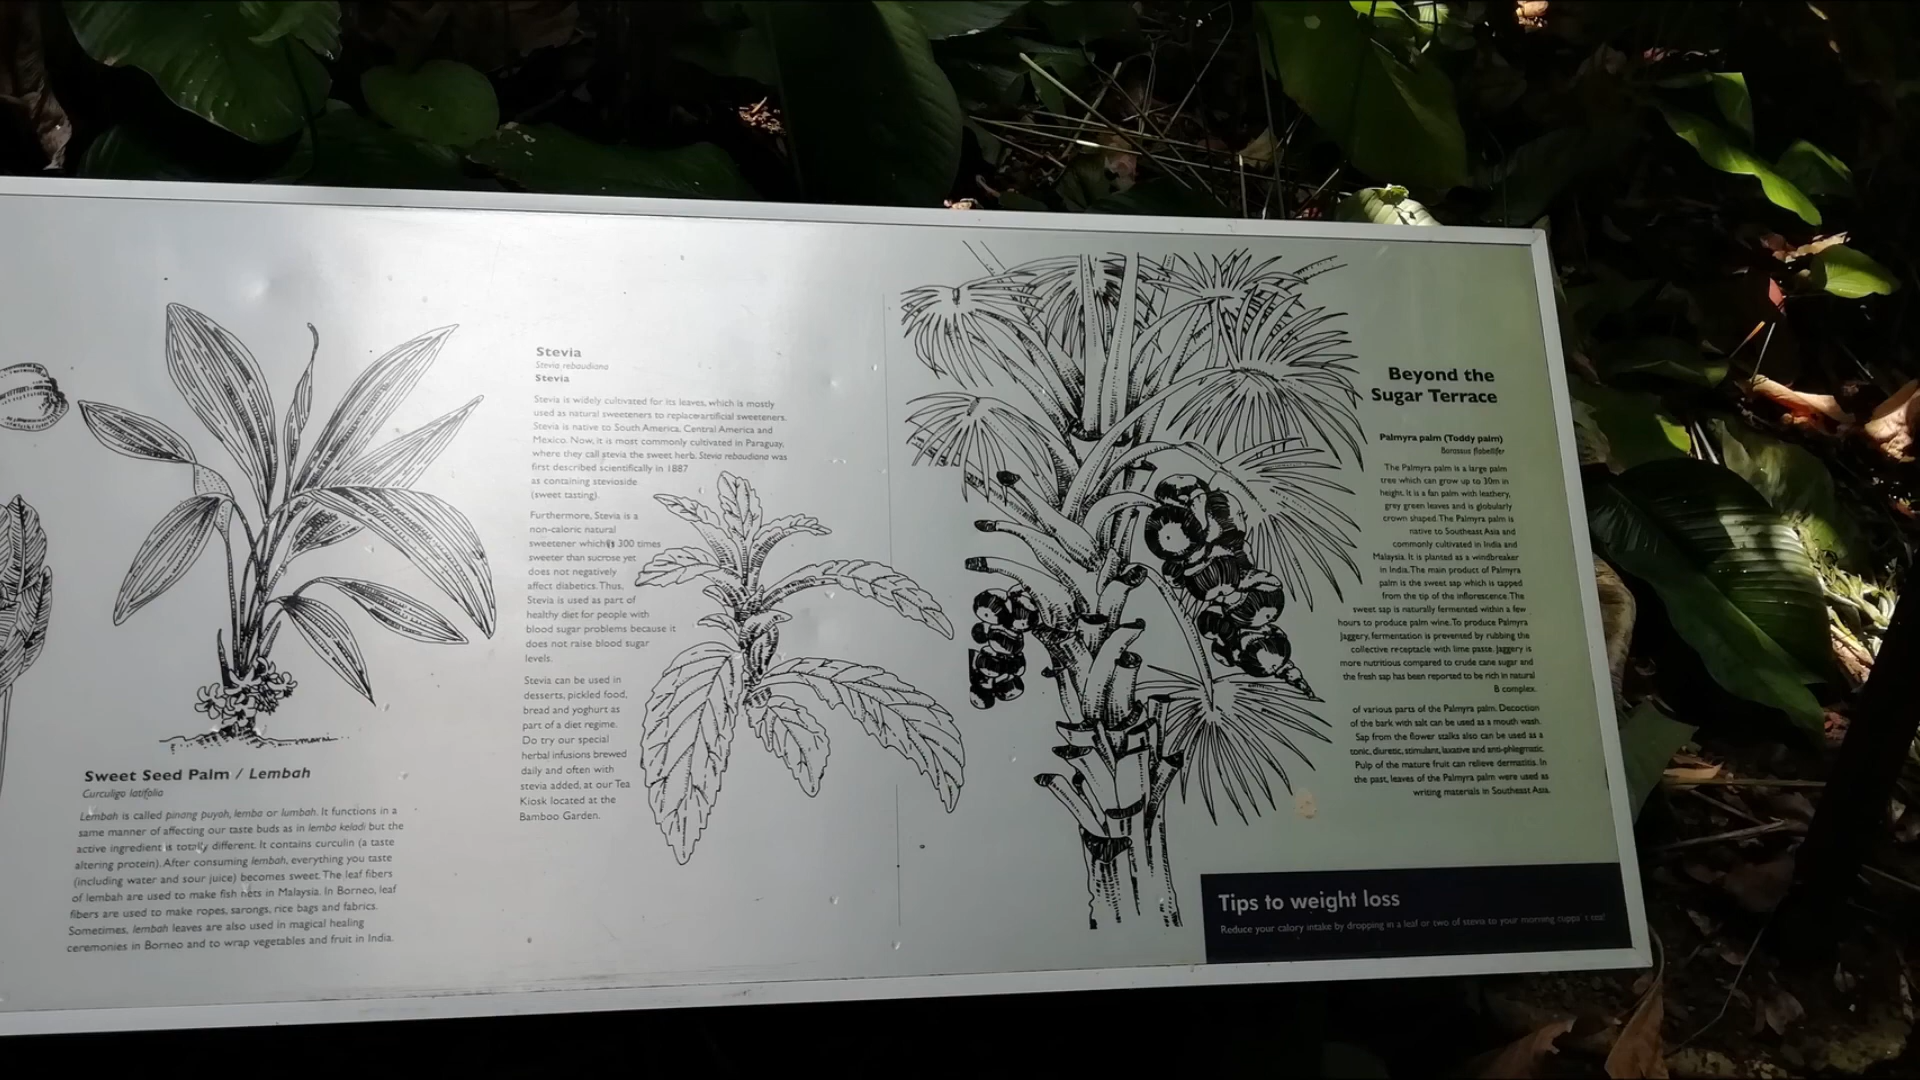 Sweet Seed Palm / Lembah
Curculigo latifolia
Lembah is called pinang puyoh, lemba or lumbah. It functions in a
same manner of affecting our taste buds as in lemba keladi but the
active ingredient is totally different. It contains curculin (a taste
altering protein). After consuming lembah, everything you taste
(including water and sour juice) becomes sweet. The leaf fibers
of lembah are used to make fish nets in Malaysia. In Borneo, leaf
fibers are used to make ropes, sarongs, rice bags and fabrics.
Sometimes, lembah leaves are also used in magical healing
ceremonies in Borneo and to wrap vegetables and fruit in India.
Stevia
Stevia rebaudiana
Stevia
Stevia is widely cultivated for its leaves, which is mostly
used as natural sweeteners to replace artificial sweeteners.
Stevia is native to South America, Central America and
Mexico. Now, it is most commonly cultivated in Paraguay,
where they call stevia the sweet herb. Stevia rebaudiana was
first described scientifically in 1887
as containing stevioside
(sweet tasting).
Furthermore, Stevia is a
non-caloric natural
sweetener which is 300 times
sweeter than sucrose yet
does not negatively
affect diabetics. Thus,
Stevia is used as part of
healthy diet for people with
blood sugar problems because it
does not raise blood sugar
levels.
Stevia can be used in
desserts, pickled food,
bread and yoghurt as
part of a diet regime.
Do try our special
herbal infusions brewed
daily and often with
stevia added, at our Tea
Kiosk located at the
Bamboo Garden.
Beyond the
Sugar Terrace
Palmyra palm (Toddy palm)
Borassus flabellifer
The Palmyra palm is a large palm
tree which can grow up to 30m in
height. It is a fan palm with leathery,
grey green leaves and is globularly
crown shaped. The Palmyra palm is
native to Southeast Asia and
commonly cultivated in India and
Malaysia. It is planted as a windbreaker
in India. The main product of Palmyra
palm is the sweet sap which is tapped
from the tip of the inflorescence. The
sweet sap is naturally fermented within a few
hours to produce palm wine. To produce Palmyra
Jaggery, fermentation is prevented by rubbing the
collective receptacle with lime paste. Jaggery is
more nutritious compared to crude cane sugar and
the fresh sap has been reported to be rich in natural
B complex.
of various parts of the Palmyra palm. Decoction
of the bark with salt can be used as a mouth wash.
Sap from the flower stalks also can be used as a
tonic, diuretic, stimulant, laxative and anti-phlegmatic.
Pulp of the mature fruit can relieve dermatitis. In
the past, leaves of the Palmyra palm were used as
writing materials in Southeast Asia.
Tips to weight loss
Reduce your calory intake by dropping in a leaf or two of stevia to your morning cuppa